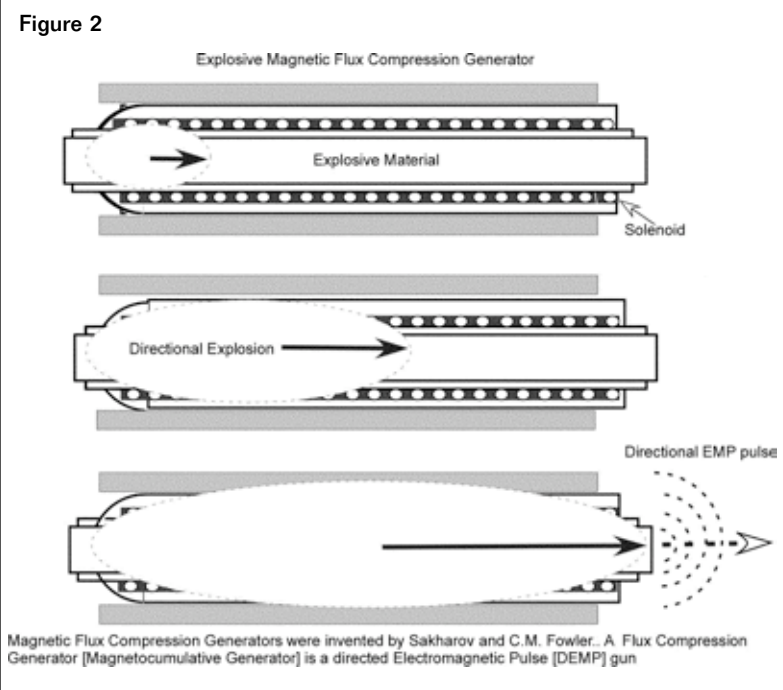 Figure 2
Explosive Magnetic Flux Compression Generator
Explosive Material
Solenoid
Directional Explosion
Directional EMP pulse
Magnetic Flux Compression Generators were invented by Sakharov and C.M. Fowler.. A Flux Compression
Generator [Magnetocumulative Generator] is a directed Electromagnetic Pulse [DEMP] gun